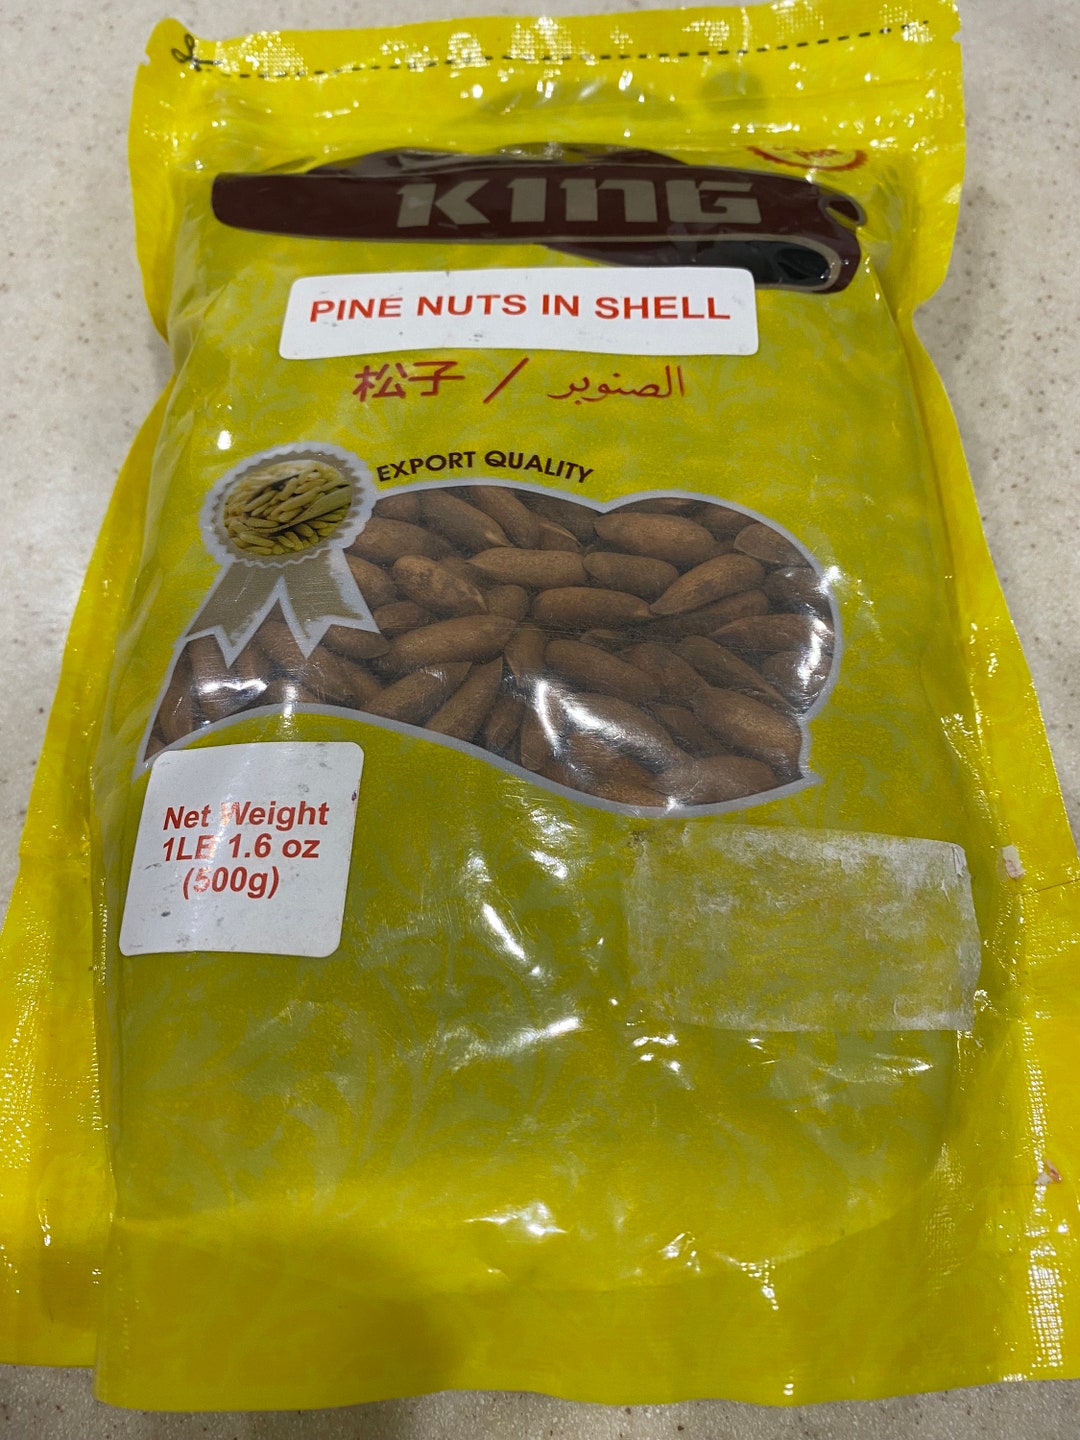 KING
PINE NUTS IN SHELL
松子 / الصنوبر
EXPORT QUALITY
Net Weight
1LB 1.6 oz
(500g)